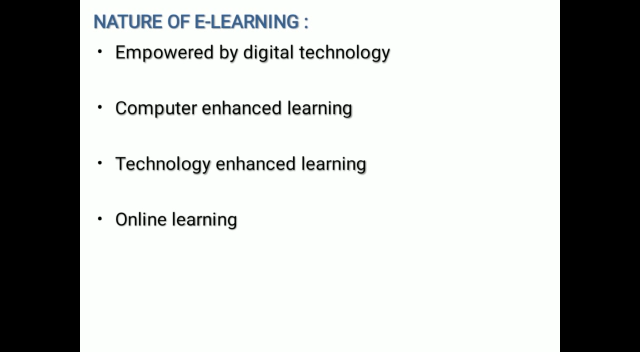 NATURE OF E-LEARNING :
• Empowered by digital technology
• Computer enhanced learning
• Technology enhanced learning
• Online learning